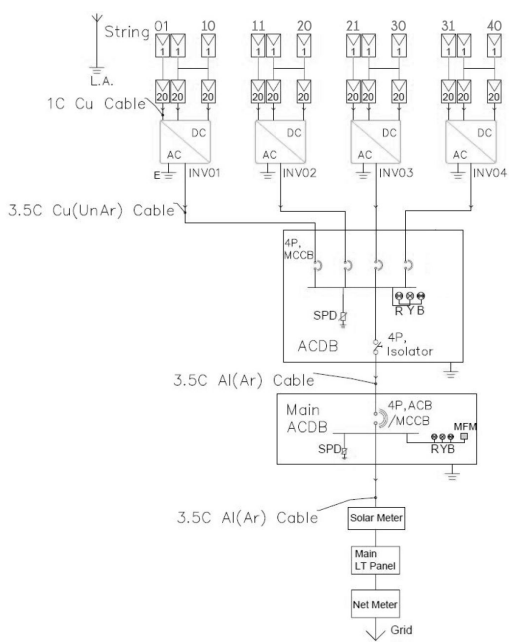 String 01 10 11 20 21 30 31 40
1 1 1 1 1 1 1 1 1 1 1 1
L.A.
20 20 20 20 20 20 20 20 20 20 20 20
1C Cu Cable
DC DC DC DC
AC AC AC AC
E INV01 INV02 INV03 INV04
3.5C Cu(UnAr) Cable
4P,
MCCB
SPD R Y B
ACDB
4P,
Isolator
3.5C Al(Ar) Cable
Main
ACDB
4P,ACB
/MCCB
MFM
SPD RYB
3.5C Al(Ar) Cable
Solar Meter
Main
LT Panel
Net Meter
Grid